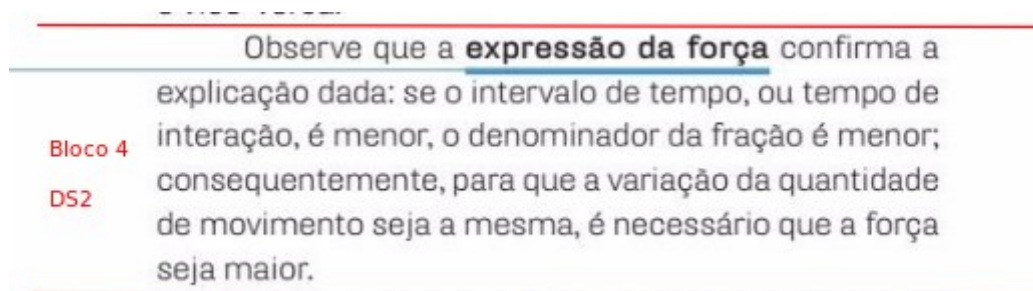 Observe que a expressão da força confirma a
explicação dada: se o intervalo de tempo, ou tempo de
interação, é menor, o denominador da fração é menor;
Bloco 4
consequentemente, para que a variação da quantidade
DS2
de movimento seja a mesma, é necessário que a força
seja maior.